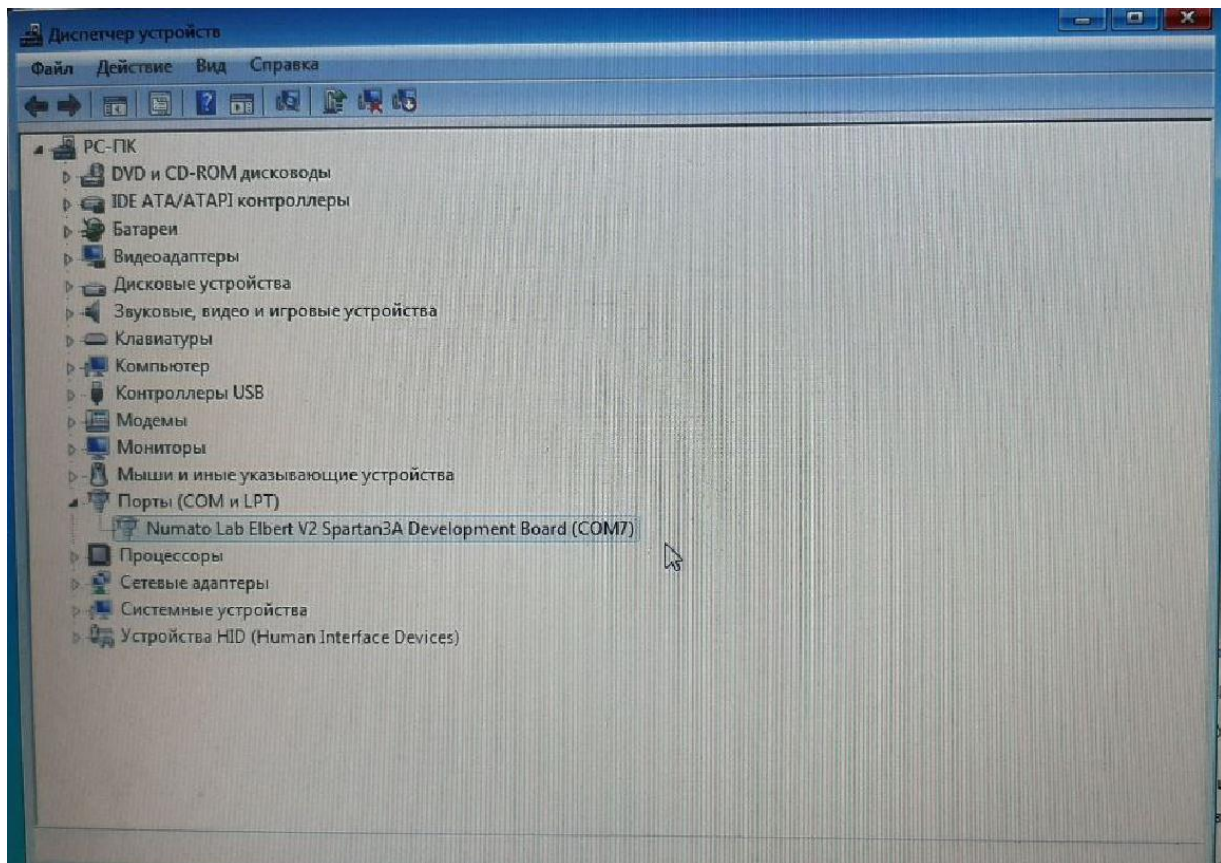 Диспетчер устройств
Файл Действие Вид Справка
РС-ПК
DVD и CD-ROM дисководы
IDE ATA/ATAPI контроллеры
Батареи
Видеоадаптеры
Дисковые устройства
Звуковые, видео и игровые устройства
Клавиатуры
Компьютер
Контроллеры USB
Модемы
Мониторы
Мыши и иные указывающие устройства
Порты (COM и LPT)
Numato Lab Elbert V2 Spartan3A Development Board (COM7)
Процессоры
Сетевые адаптеры
Системные устройства
Устройства HID (Human Interface Devices)